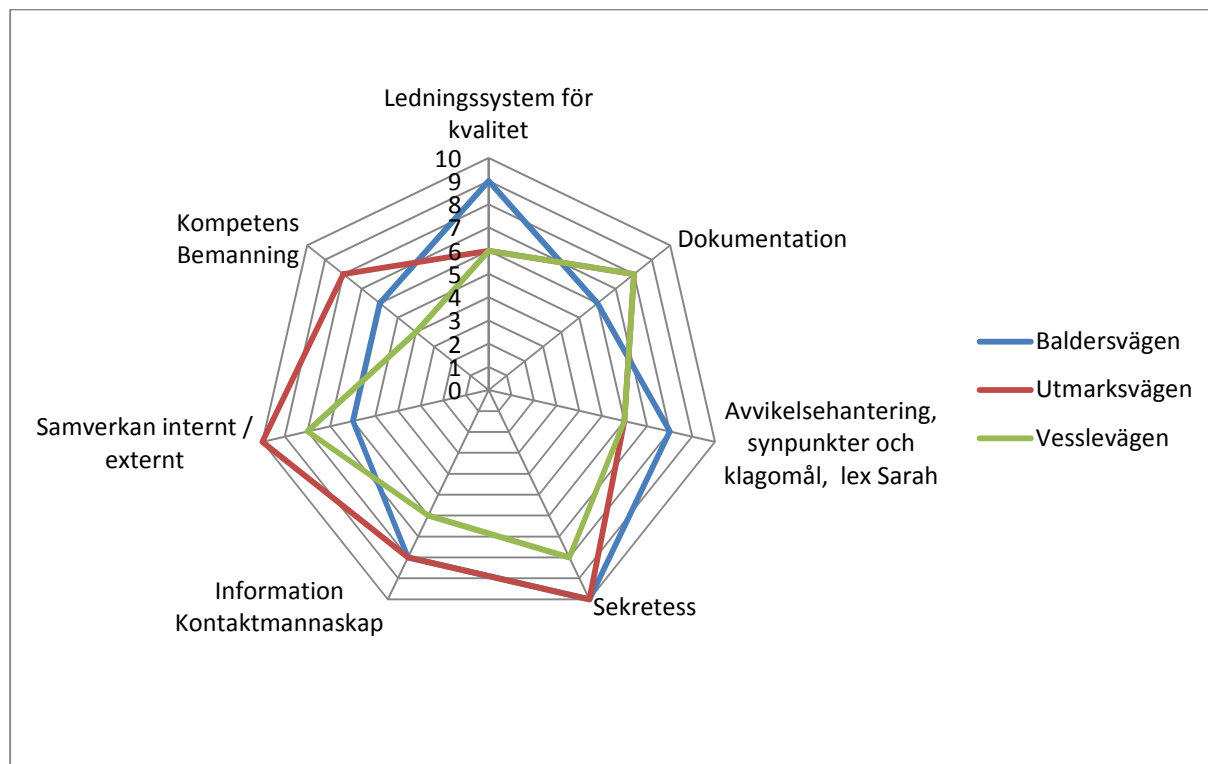 Ledningssystem för
kvalitet
10
9
8
7
6
5
4
3
2
1
0
Kompetens
Bemanning
Dokumentation
Avvikelsehantering,
synpunkter och
klagomål,  lex Sarah
Samverkan internt /
externt
Information
Kontaktmannaskap
Sekretess
Baldersvägen
Utmarksvägen
Vesslevägen